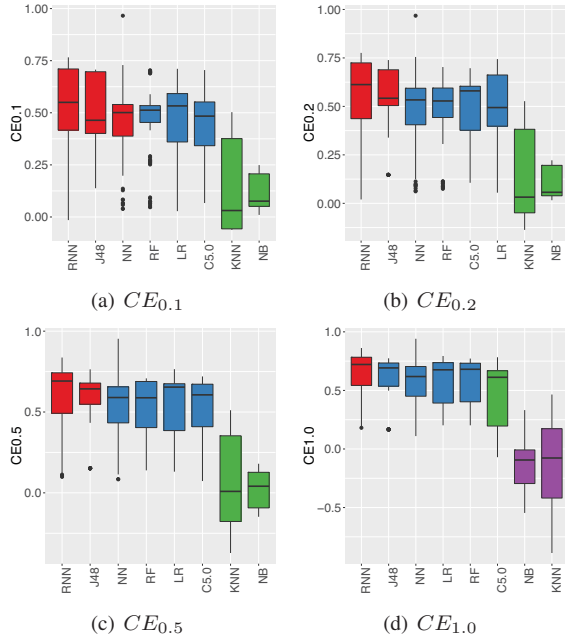 CE0.1
0.75
0.50
0.25
0.00
RNN J48 NN RF LR C5.0 KNN NB
(a) CE0.1
CE0.2
1.00
0.75
0.50
0.25
0.00
RNN J48 NN RF LR C5.0 KNN NB
(b) CE0.2
CE0.5
1.0
0.5
0.0
RNN J48 NN RF LR C5.0 KNN NB
(c) CE0.5
CE1.0
1.0
0.5
0.0
−0.5
RNN J48 NN RF LR C5.0 NB KNN
(d) CE1.0